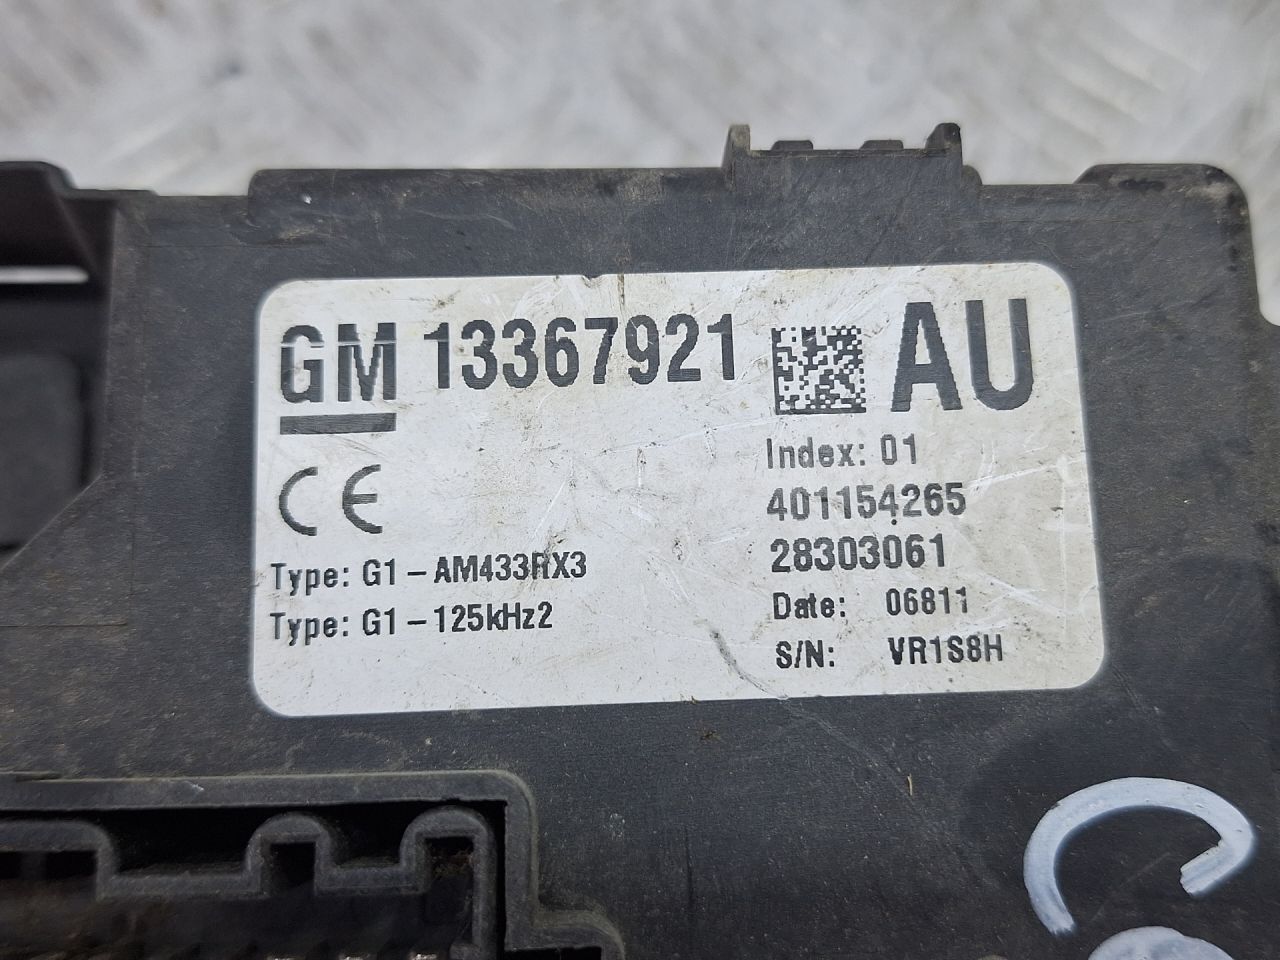 GM 13367921 AU
Index: 01
401154265
28303061
Type: G1-AM433RX3
Type: G1-125kHz2
Date: 06811
S/N: VR1S8H
CE
C